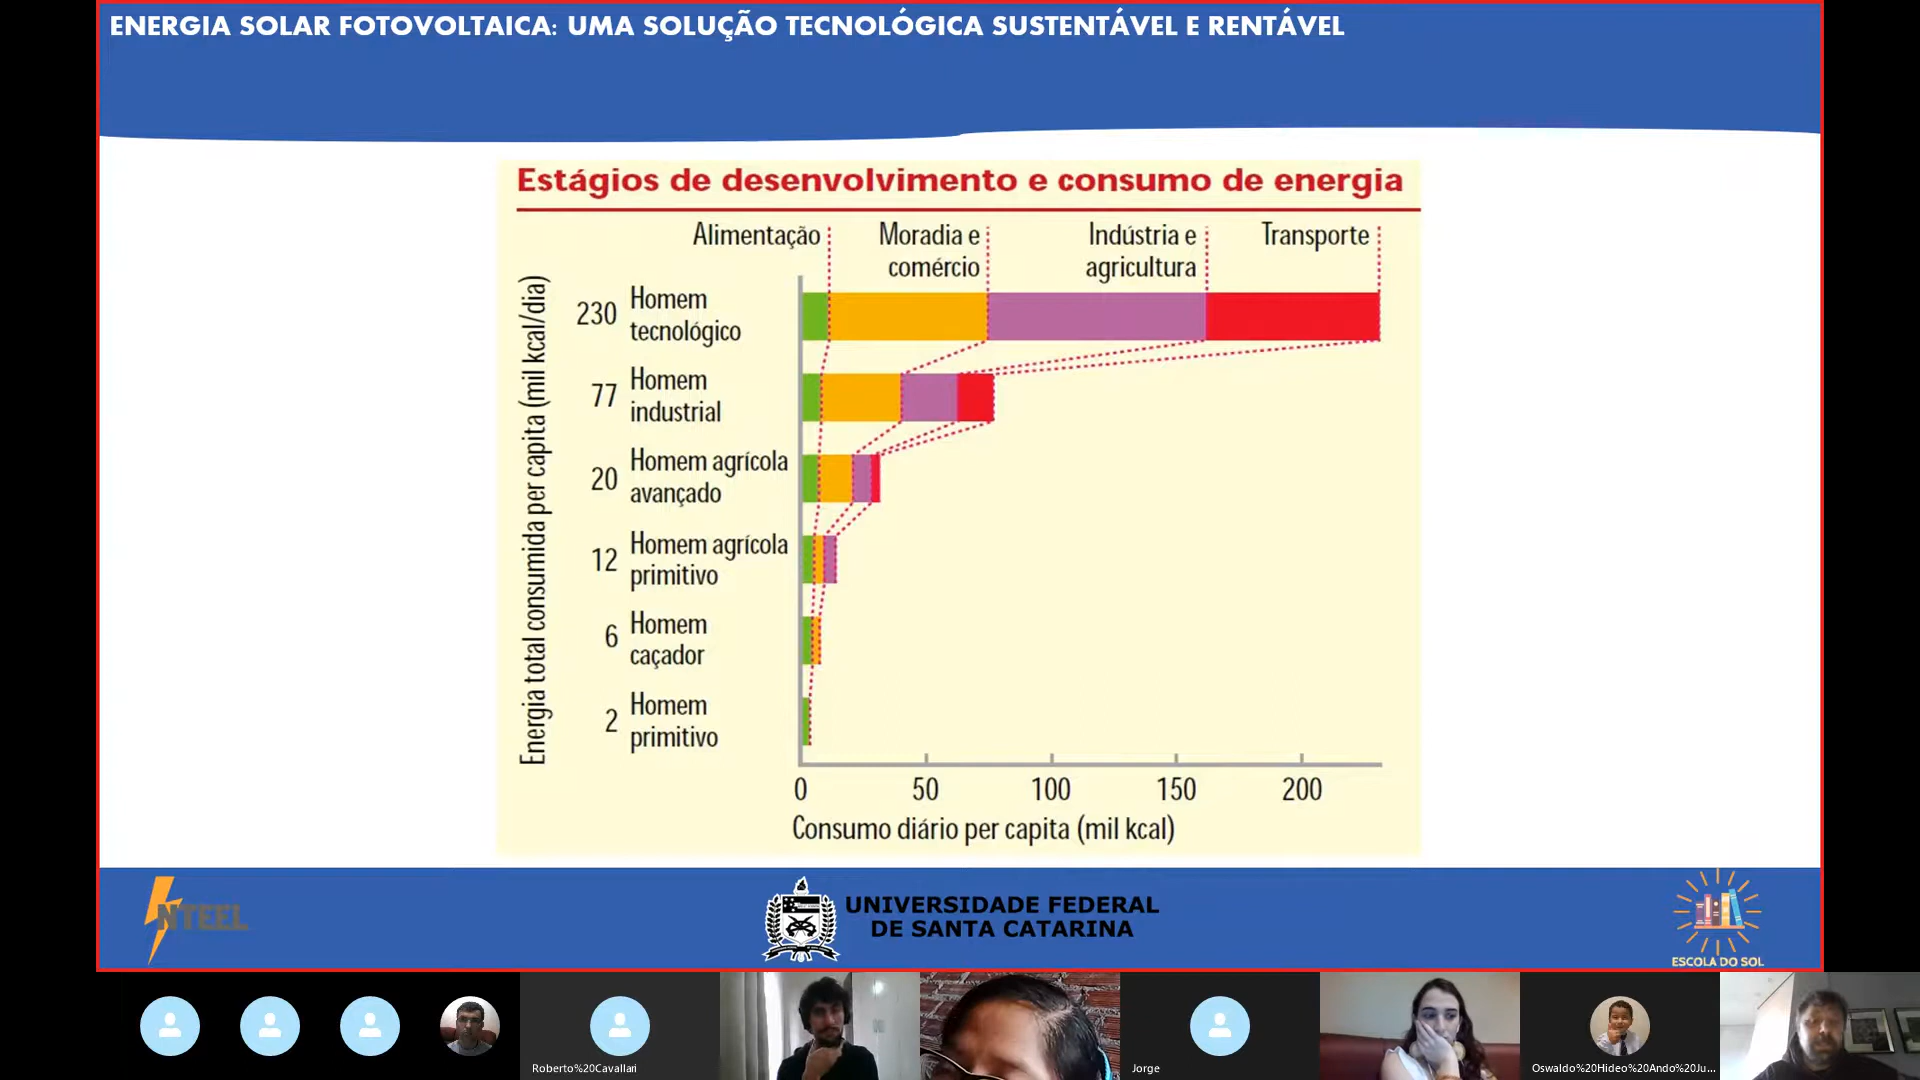 ENERGIA SOLAR FOTOVOLTAICA: UMA SOLUÇÃO TECNOLÓGICA SUSTENTÁVEL E RENTÁVEL
Estágios de desenvolvimento e consumo de energia
Alimentação
Moradia e
comércio
Indústria e
agricultura
Transporte
Energia total consumida per capita (mil kcal/dia)
230
Homem
tecnológico
77
Homem
industrial
20
Homem agrícola
avançado
12
Homem agrícola
primitivo
6
Homem
caçador
2
Homem
primitivo
0 50 100 150 200
Consumo diário per capita (mil kcal)
NTEEL
UNIVERSIDADE FEDERAL
DE SANTA CATARINA
ESCOLA DO SOL
Roberto%20Cavallari
Jorge
Oswaldo%20Hideo%20Ando%20Ju...